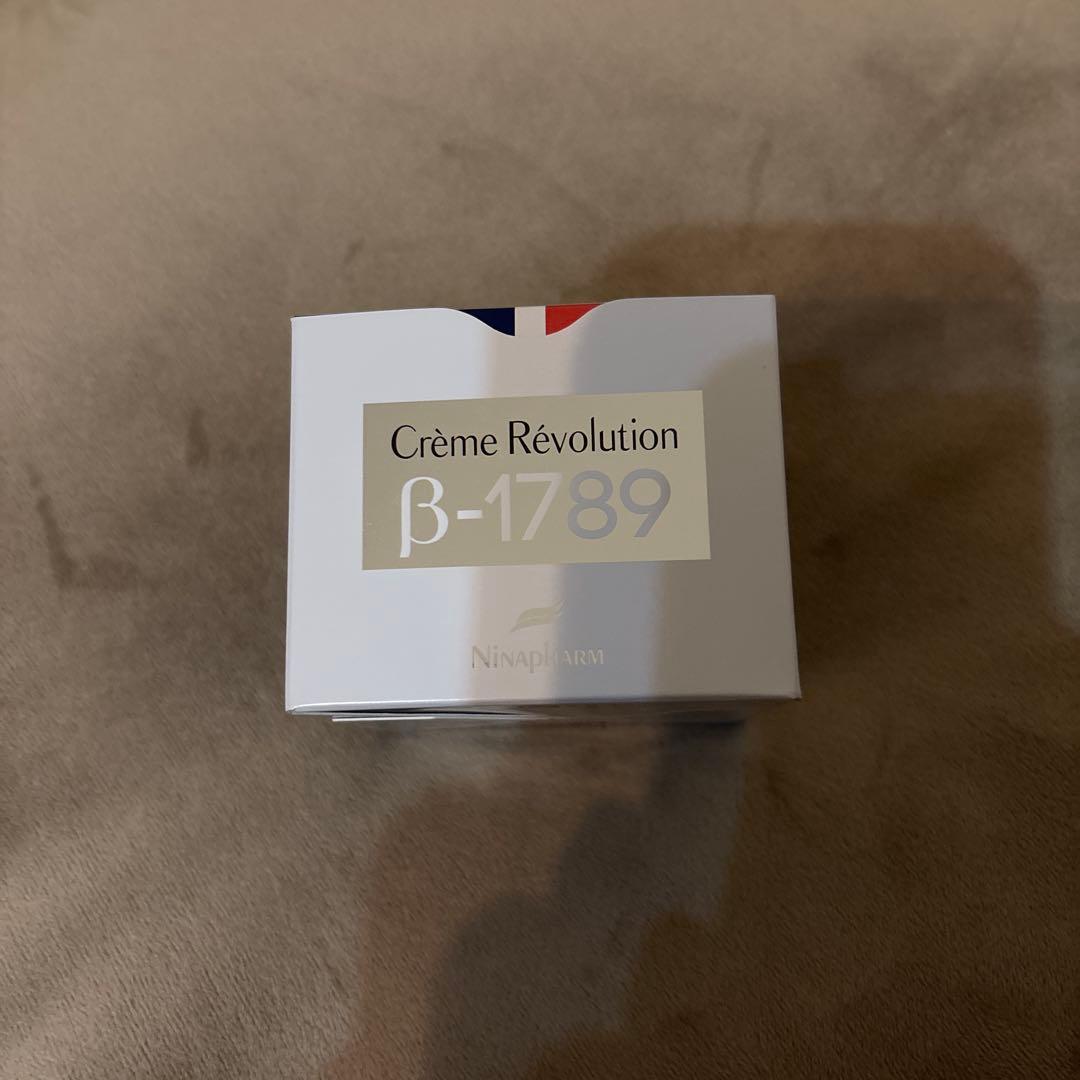 Crème Révolution
β-1789
NINAphARM